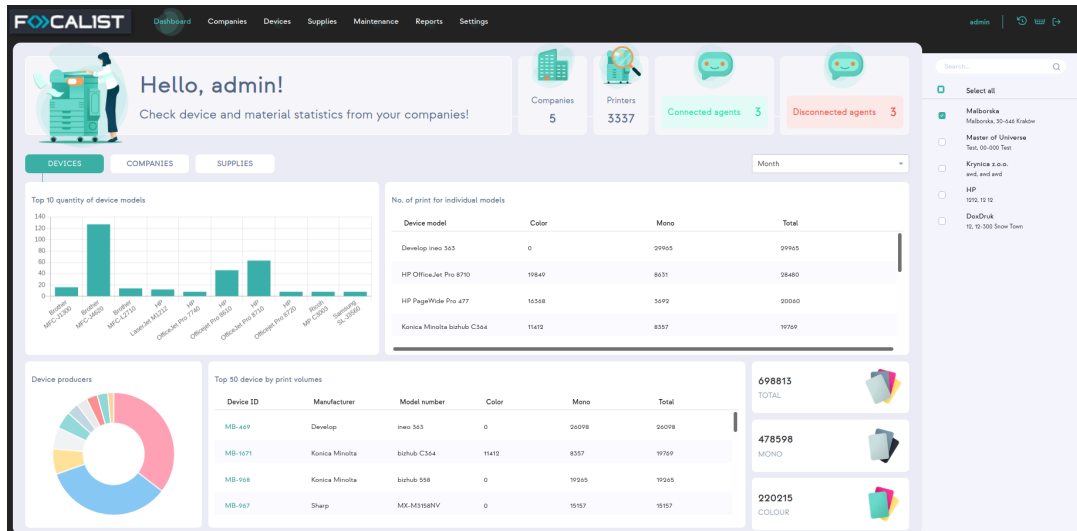 FOCALIST
Dashboard Companies Devices Supplies Maintenance Reports Settings
admin
Hello, admin!
Check device and material statistics from your companies!
Companies
5
Printers
3337
Connected agents 3
Disconnected agents 3
Search...
Select all
Malborska
Malborska, 30-646 Kraków
Master of Universe
Test, 00-000 Test
Krynica z.o.o.
awd, awd awd
HP
1212, 12 12
DoxDruk
12, 12-300 Snow Town
DEVICES COMPANIES SUPPLIES
Month
Top 10 quantity of device models
140
120
100
80
60
40
20
0
Brother MFC-J1300
Brother MFC-J4620
Brother MFC-L2710
HP LaserJet M1212
HP OfficeJet Pro 7740
HP Officejet Pro 8610
HP OfficeJet Pro 8710
HP Officejet Pro 8720
Ricoh MP C3003
Samsung SL-J3560
No. of print for individual models
Device model Color Mono Total
Develop ineo 363 0 29965 29965
HP OfficeJet Pro 8710 19849 8631 28480
HP PageWide Pro 477 16368 3692 20060
Konica Minolta bizhub C364 11412 8357 19769
Device producers
Top 50 device by print volumes
Device ID Manufacturer Model number Color Mono Total
MB-469 Develop ineo 363 0 26098 26098
MB-1671 Konica Minolta bizhub C364 11412 8357 19769
MB-968 Konica Minolta bizhub 558 0 19265 19265
MB-967 Sharp MX-M3158NV 0 15157 15157
698813
TOTAL
478598
MONO
220215
COLOUR